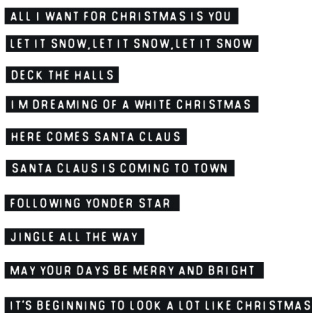 ALL I WANT FOR CHRISTMAS IS YOU
LET IT SNOW, LET IT SNOW, LET IT SNOW
DECK THE HALLS
I M DREAMING OF A WHITE CHRISTMAS
HERE COMES SANTA CLAUS
SANTA CLAUS IS COMING TO TOWN
FOLLOWING YONDER STAR
JINGLE ALL THE WAY
MAY YOUR DAYS BE MERRY AND BRIGHT
IT'S BEGINNING TO LOOK A LOT LIKE CHRISTMAS